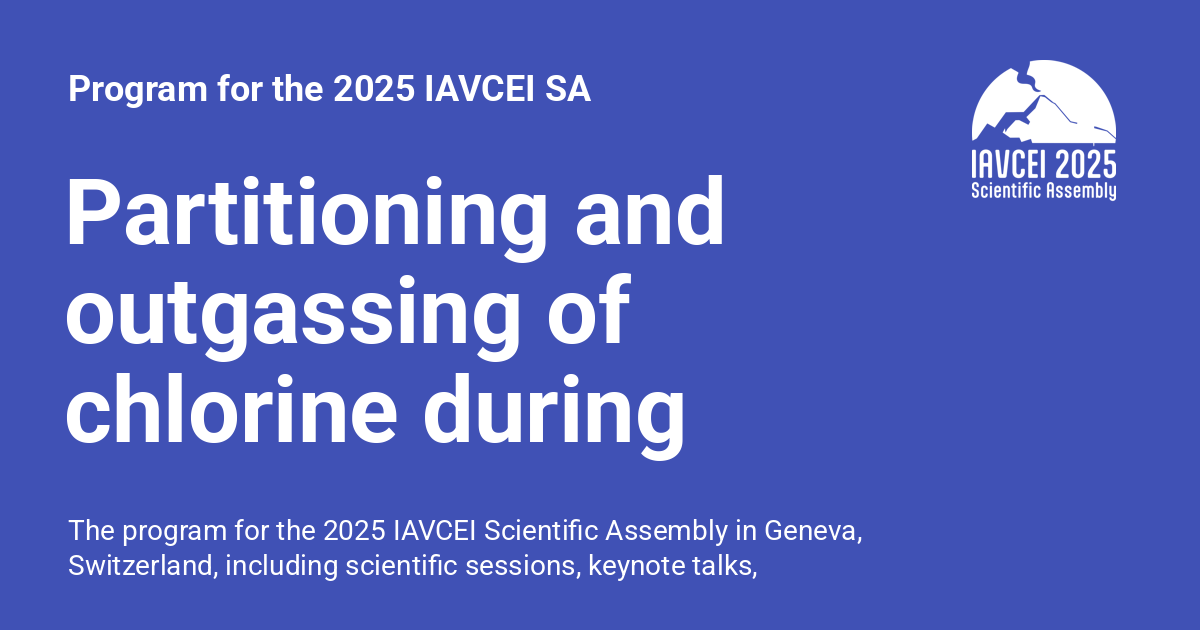 Program for the 2025 IAVCEI SA
IAVCEI 2025
Scientific Assembly
Partitioning and
outgassing of
chlorine during
The program for the 2025 IAVCEI Scientific Assembly in Geneva,
Switzerland, including scientific sessions, keynote talks,